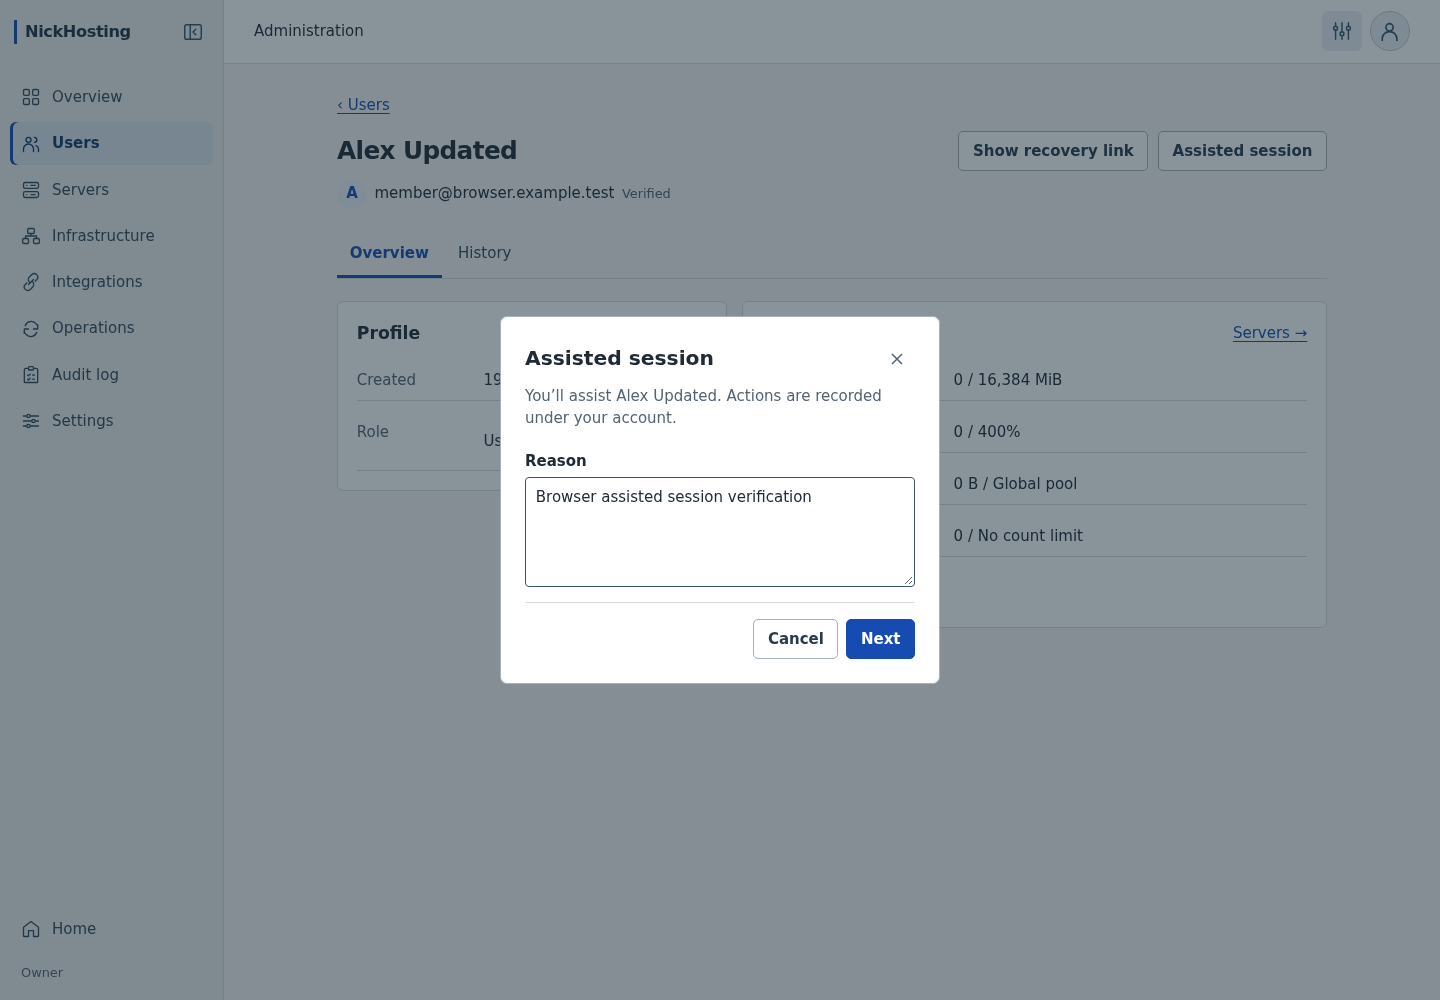 NickHosting
Administration
Overview
Users
Servers
Infrastructure
Integrations
Operations
Audit log
Settings
Home
Owner
‹ Users
Alex Updated
Show recovery link
Assisted session
A
member@browser.example.test Verified
Overview
History
Profile
Created
Role
Servers →
0 / 16,384 MiB
0 / 400%
0 B / Global pool
0 / No count limit
Assisted session
You’ll assist Alex Updated. Actions are recorded
under your account.
Reason
Browser assisted session verification
Cancel
Next